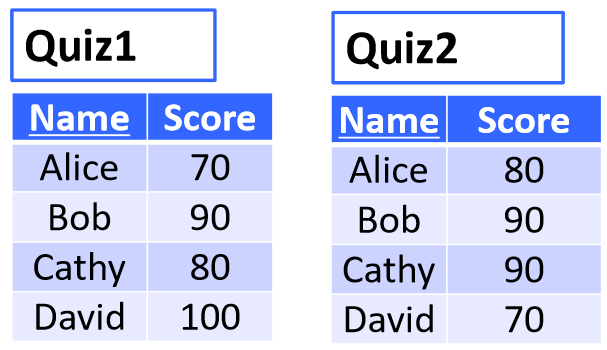 Quiz1
Name Score
Alice 70
Bob 90
Cathy 80
David 100
Quiz2
Name Score
Alice 80
Bob 90
Cathy 90
David 70